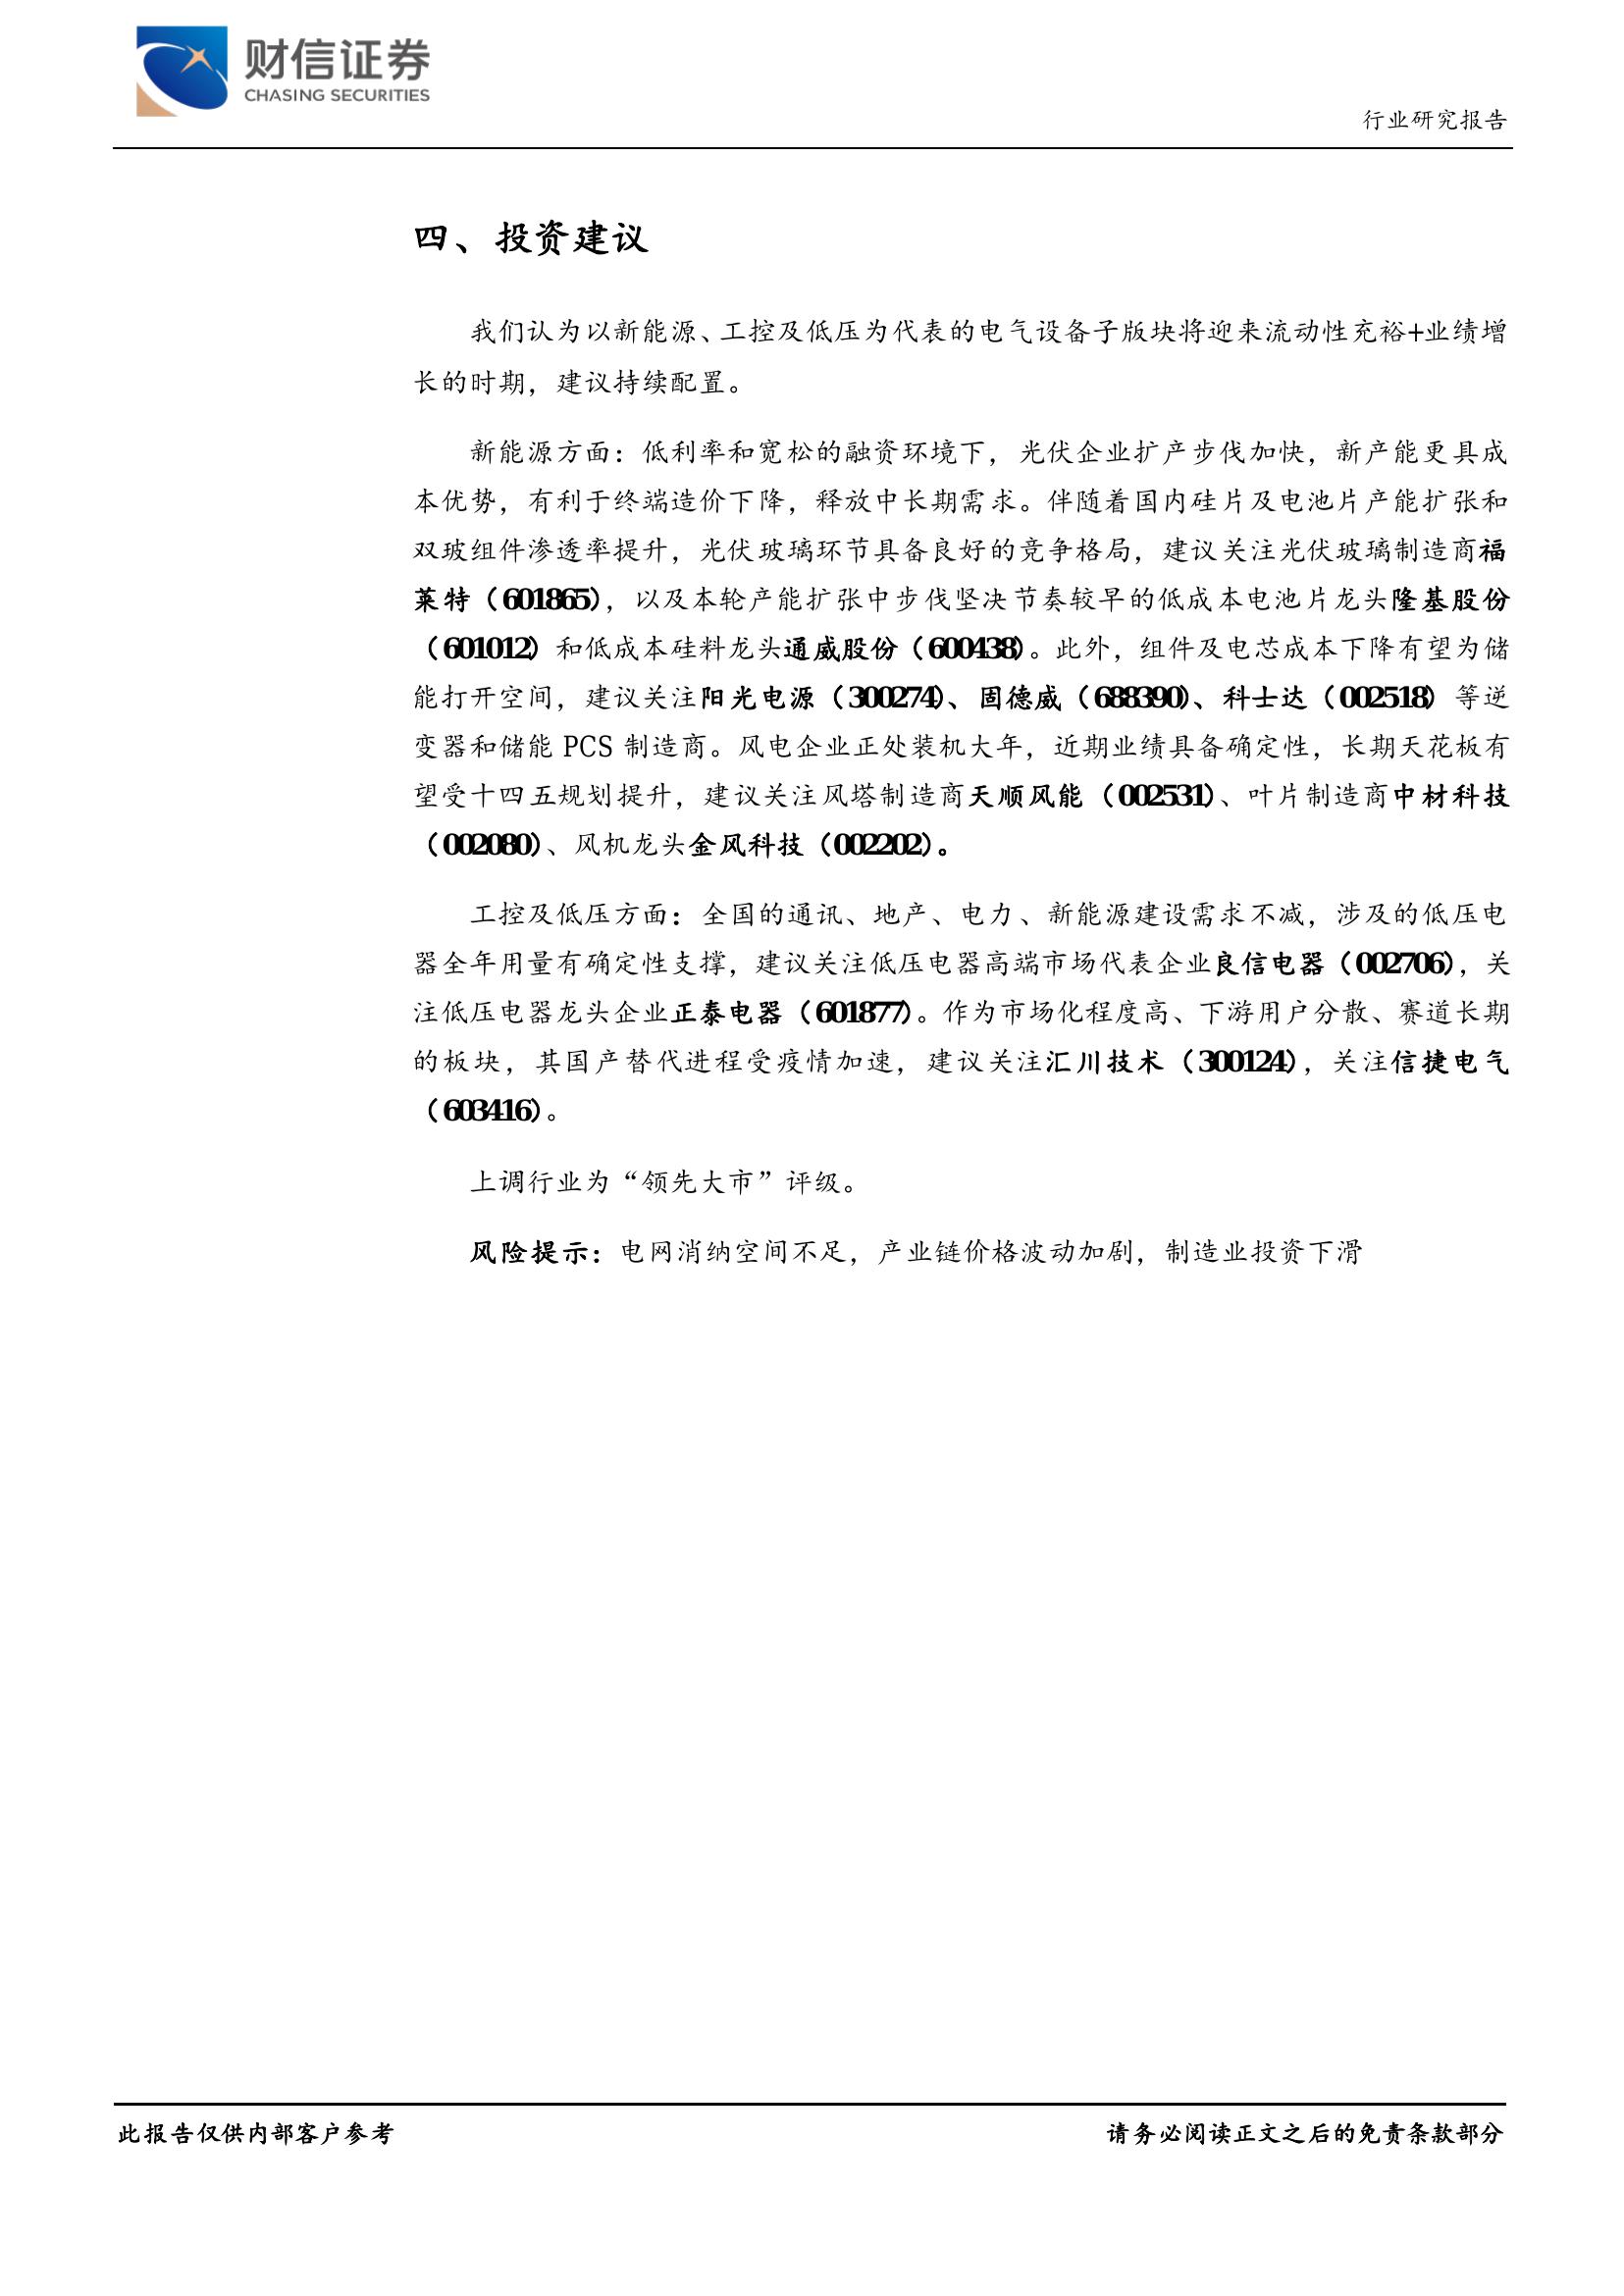 财信证券
CHASING SECURITIES
行业研究报告
四、投资建议
我们认为以新能源、工控及低压为代表的电气设备子版块将迎来流动性充裕+业绩增
长的时期，建议持续配置。
新能源方面：低利率和宽松的融资环境下，光伏企业扩产步伐加快，新产能更具成
本优势，有利于终端造价下降，释放中长期需求。伴随着国内硅片及电池片产能扩张和
双玻组件渗透率提升，光伏玻璃环节具备良好的竞争格局，建议关注光伏玻璃制造商福
莱特（601865），以及本轮产能扩张中步伐坚决节奏较早的低成本电池片龙头隆基股份
（601012）和低成本硅料龙头通威股份（600438）。此外，组件及电芯成本下降有望为储
能打开空间，建议关注阳光电源（300274）、固德威（688390）、科士达（002518）等逆
变器和储能 PCS 制造商。风电企业正处装机大年，近期业绩具备确定性，长期天花板有
望受十四五规划提升，建议关注风塔制造商天顺风能（002531）、叶片制造商中材科技
（002080）、风机龙头金风科技（002202）。
工控及低压方面：全国的通讯、地产、电力、新能源建设需求不减，涉及的低压电
器全年用量有确定性支撑，建议关注低压电器高端市场代表企业良信电器（002706），关
注低压电器龙头企业正泰电器（601877）。作为市场化程度高、下游用户分散、赛道长期
的板块，其国产替代进程受疫情加速，建议关注汇川技术（300124），关注信捷电气
（603416）。
上调行业为“领先大市”评级。
风险提示：电网消纳空间不足，产业链价格波动加剧，制造业投资下滑
此报告仅供内部客户参考
请务必阅读正文之后的免责条款部分